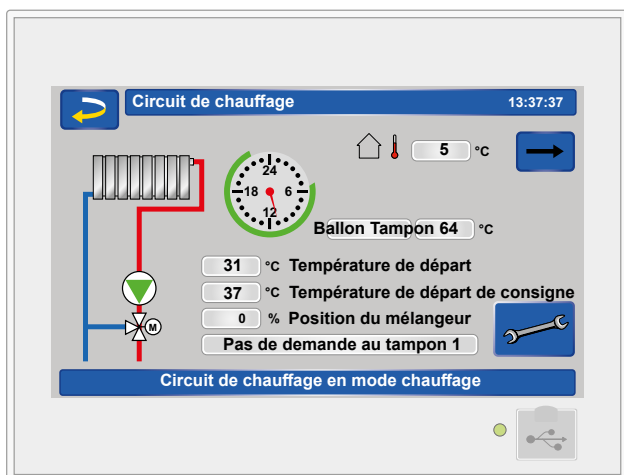 Circuit de chauffage 13:37:37
5 °C
24
18 6
12
Ballon Tampon 64 °C
31 °C Température de départ
37 °C Température de départ de consigne
0 % Position du mélangeur
M
Pas de demande au tampon 1
Circuit de chauffage en mode chauffage